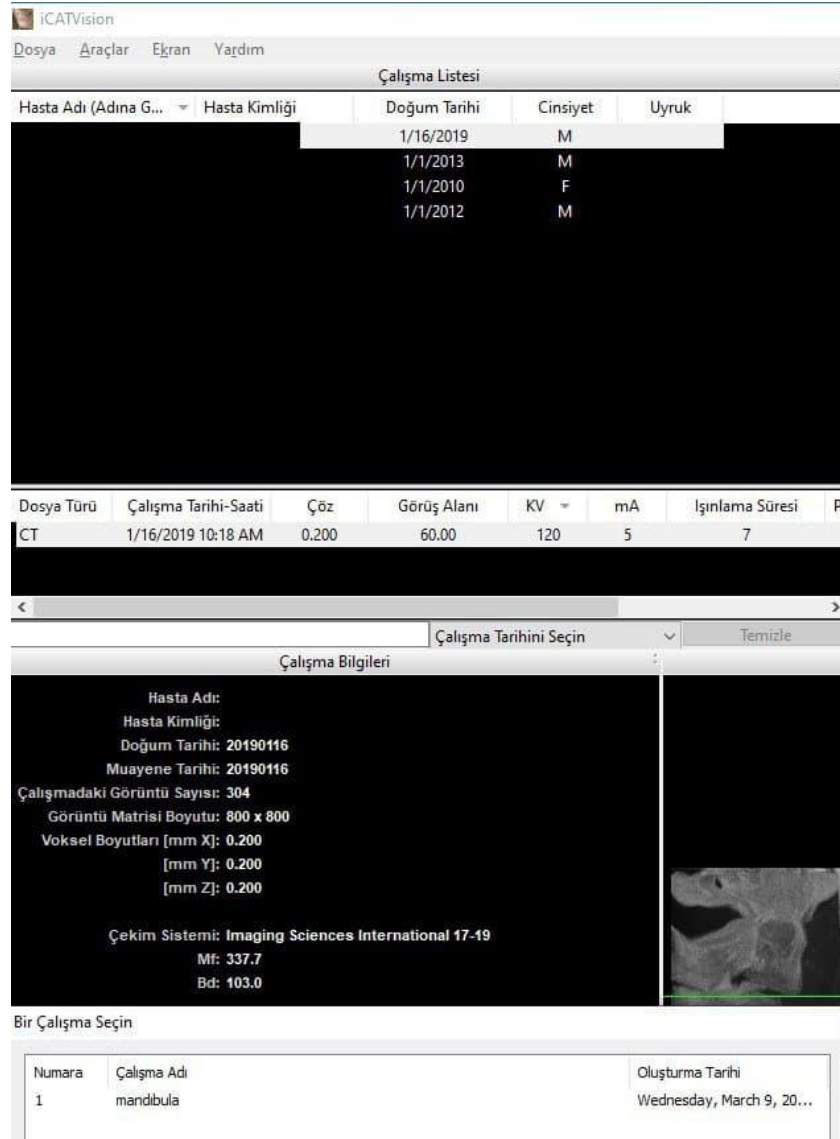 iCATVision
Dosya Araçlar Ekran Yardım
Çalışma Listesi
Hasta Adı (Adına G... Hasta Kimliği Doğum Tarihi Cinsiyet Uyruk
1/16/2019 M
1/1/2013 M
1/1/2010 F
1/1/2012 M
Dosya Türü Çalışma Tarihi-Saati Çöz Görüş Alanı KV mA Işınlama Süresi P
CT 1/16/2019 10:18 AM 0.200 60.00 120 5 7
Çalışma Tarihini Seçin Temizle
Çalışma Bilgileri
Hasta Adı:
Hasta Kimliği:
Doğum Tarihi: 20190116
Muayene Tarihi: 20190116
Çalışmadaki Görüntü Sayısı: 304
Görüntü Matrisi Boyutu: 800 x 800
Voksel Boyutları [mm X]: 0.200
[mm Y]: 0.200
[mm Z]: 0.200
Çekim Sistemi: Imaging Sciences International 17-19
Mf: 337.7
Bd: 103.0
Bir Çalışma Seçin
Numara Çalışma Adı Oluşturma Tarihi
1 mandıbula Wednesday, March 9, 20...